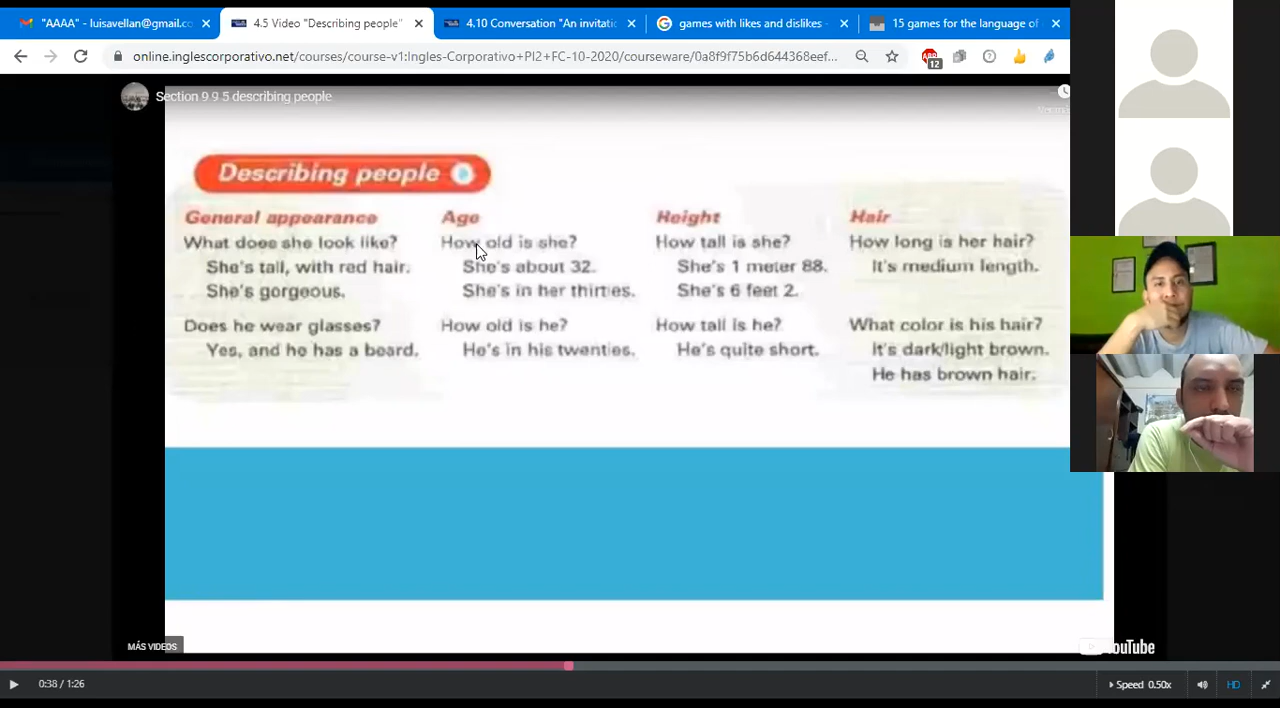 "AAAA" - luisavellan@gmail.co
4.5 Video "Describing people"
4.10 Conversation "An invitatic
games with likes and dislikes -
15 games for the language of
online.inglescorporativo.net/courses/course-v1:Ingles-Corporativo+PI2+FC-10-2020/courseware/0a8f9f75b6d644368eef...
12
Section 9 9 5 describing people
Describing people
General appearance
What does she look like?
She's tall, with red hair.
She's gorgeous.
Does he wear glasses?
Yes, and he has a beard.
Age
How old is she?
She's about 32.
She's in her thirties.
How old is he?
He's in his twenties.
Height
How tall is she?
She's 1 meter 88.
She's 6 feet 2.
How tall is he?
He's quite short.
Hair
How long is her hair?
It's medium length.
What color is his hair?
It's dark/light brown.
He has brown hair.
MÁS VIDEOS
YouTube
0:38 / 1:26
Speed 0.50x
HD